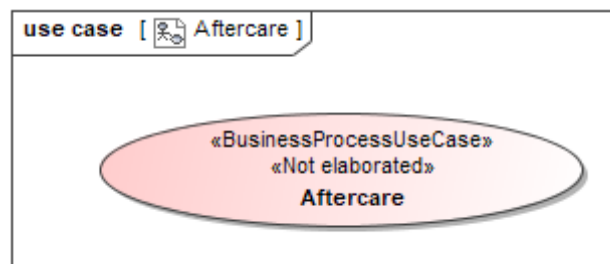 use case [ Aftercare ]
«BusinessProcessUseCase»
«Not elaborated»
Aftercare